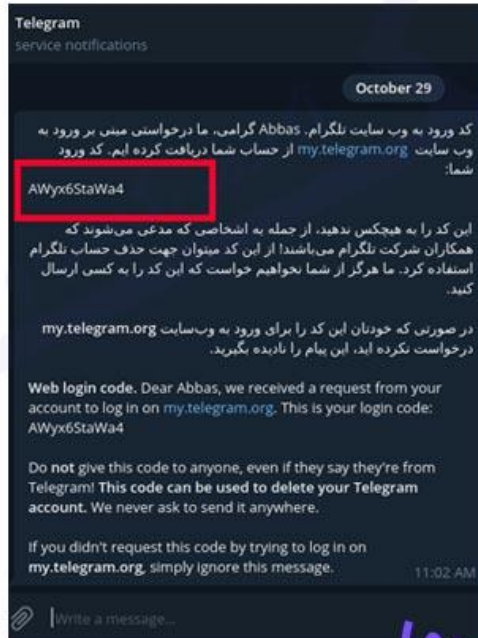 Telegram
service notifications
October 29
کد ورود به وب سایت تلگرام. Abbas گرامی، ما درخواستی مبنی بر ورود به
وب سایت my.telegram.org از حساب شما دریافت کرده ایم. کد ورود
شما:
AWyx6StaWa4
این کد را به هیچکس ندهید، از جمله به اشخاصی که مدعی می‌شوند که
همکاران شرکت تلگرام می‌باشند! از این کد میتوان جهت حذف حساب تلگرام
استفاده کرد. ما هرگز از شما نخواهیم خواست که این کد را به کسی ارسال
کنید.
در صورتی که خودتان این کد را برای ورود به وب‌سایت my.telegram.org
درخواست نکرده اید، این پیام را نادیده بگیرید.
Web login code. Dear Abbas, we received a request from your
account to log in on my.telegram.org. This is your login code:
AWyx6StaWa4
Do not give this code to anyone, even if they say they're from
Telegram! This code can be used to delete your Telegram
account. We never ask to send it anywhere.
If you didn't request this code by trying to log in on
my.telegram.org, simply ignore this message.
11:02 AM
Write a message...